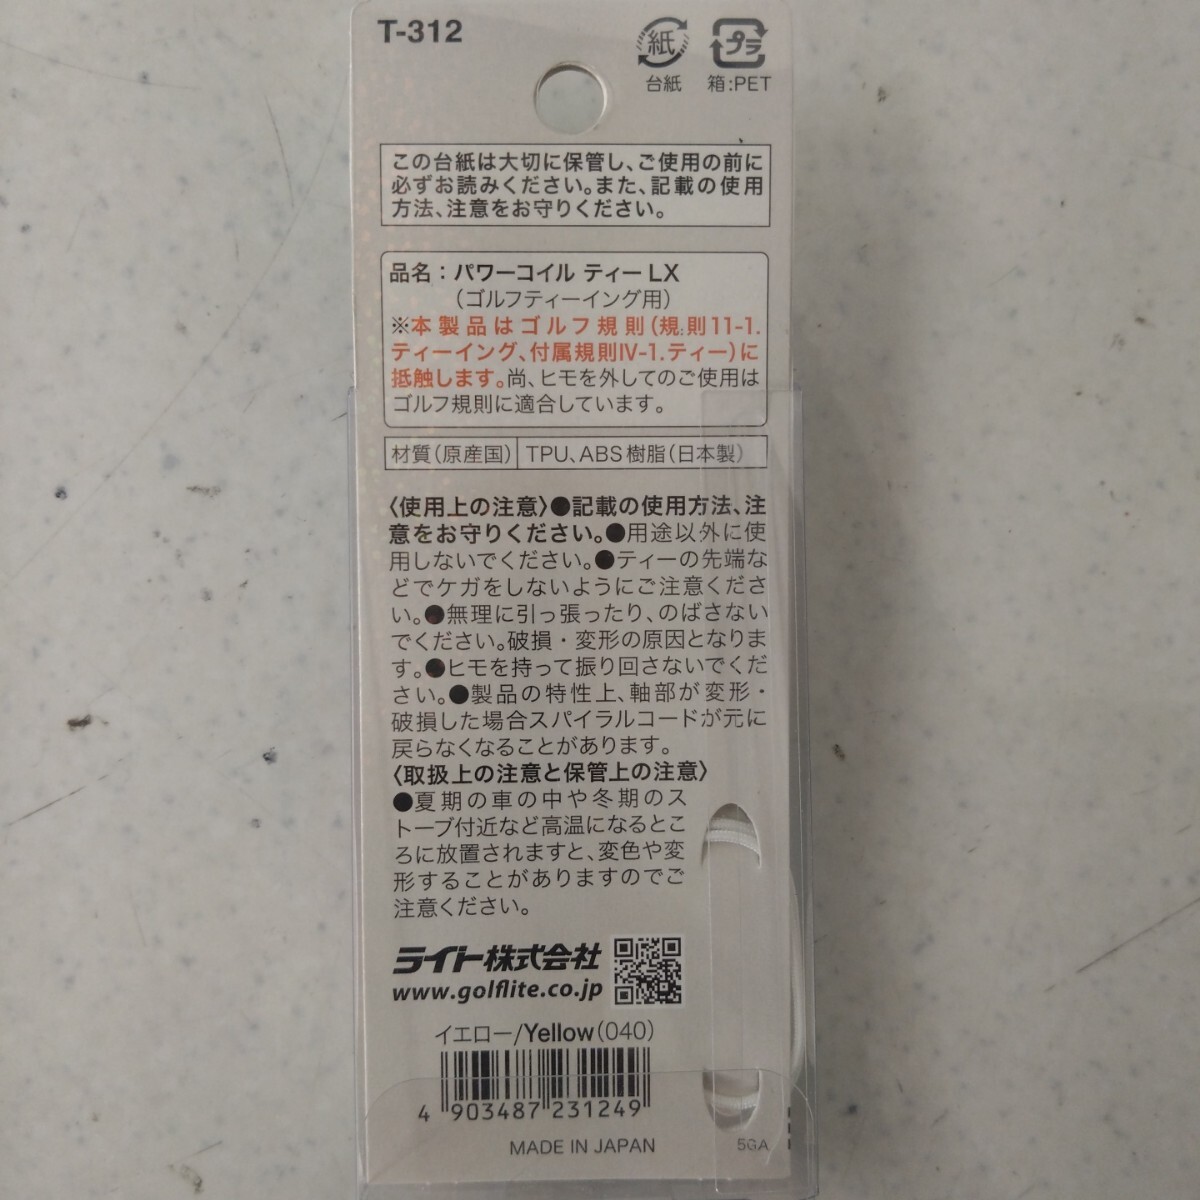 T-312
紙
プラ
台紙 箱:PET
この台紙は大切に保管し、ご使用の前に
必ずお読みください。また、記載の使用
方法、注意をお守りください。
品名:パワーコイル ティー LX
(ゴルフティーイング用)
※本製品はゴルフ規則(規則11-1.
ティーイング、付属規則Ⅳ-1.ティー)に
抵触します。尚、ヒモを外してのご使用は
ゴルフ規則に適合しています。
材質(原産国) TPU、ABS樹脂(日本製)
〈使用上の注意〉●記載の使用方法、注
意をお守りください。●用途以外に使
用しないでください。●ティーの先端な
どでケガをしないようにご注意くださ
い。●無理に引っ張ったり、のばさない
でください。破損・変形の原因となりま
す。●ヒモを持って振り回さないでくだ
さい。●製品の特性上、軸部が変形・
破損した場合スパイラルコードが元に
戻らなくなることがあります。
〈取扱上の注意と保管上の注意〉
●夏期の車の中や冬期のス
トーブ付近など高温になるとこ
ろに放置されますと、変色や変
形することがありますのでご
注意ください。
ライト株式会社
www.golflite.co.jp
イエロー/Yellow(040)
4 903487 231249
MADE IN JAPAN
5GA